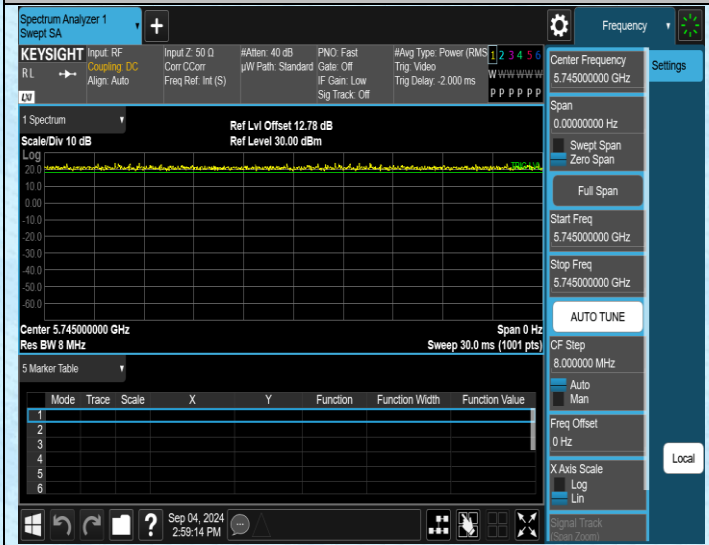 Spectrum Analyzer 1
Swept SA
+
Frequency
KEYSIGHT
RL
LXI
Input: RF
Coupling: DC
Align: Auto
Input Z: 50 Ω
Corr CCorr
Freq Ref: Int (S)
#Atten: 40 dB
µW Path: Standard
PNO: Fast
Gate: Off
IF Gain: Low
Sig Track: Off
#Avg Type: Power (RMS
Trig: Video
Trig Delay: -2.000 ms
1 2 3 4 5 6
W W W W W W
P P P P P P
Center Frequency
5.745000000 GHz
Settings
Span
0.00000000 Hz
Swept Span
Zero Span
Full Span
Start Freq
5.745000000 GHz
Stop Freq
5.745000000 GHz
AUTO TUNE
CF Step
8.000000 MHz
Auto
Man
Freq Offset
0 Hz
X Axis Scale
Log
Lin
Signal Track
(Span Zoom)
Local
1 Spectrum
Scale/Div 10 dB
Ref Lvl Offset 12.78 dB
Ref Level 30.00 dBm
Log
20.0
10.0
0.00
-10.0
-20.0
-30.0
-40.0
-50.0
-60.0
Center 5.745000000 GHz
Res BW 8 MHz
Span 0 Hz
Sweep 30.0 ms (1001 pts)
5 Marker Table
Mode Trace Scale X Y Function Function Width Function Value
1
2
3
4
5
6
?
Sep 04, 2024
2:59:14 PM